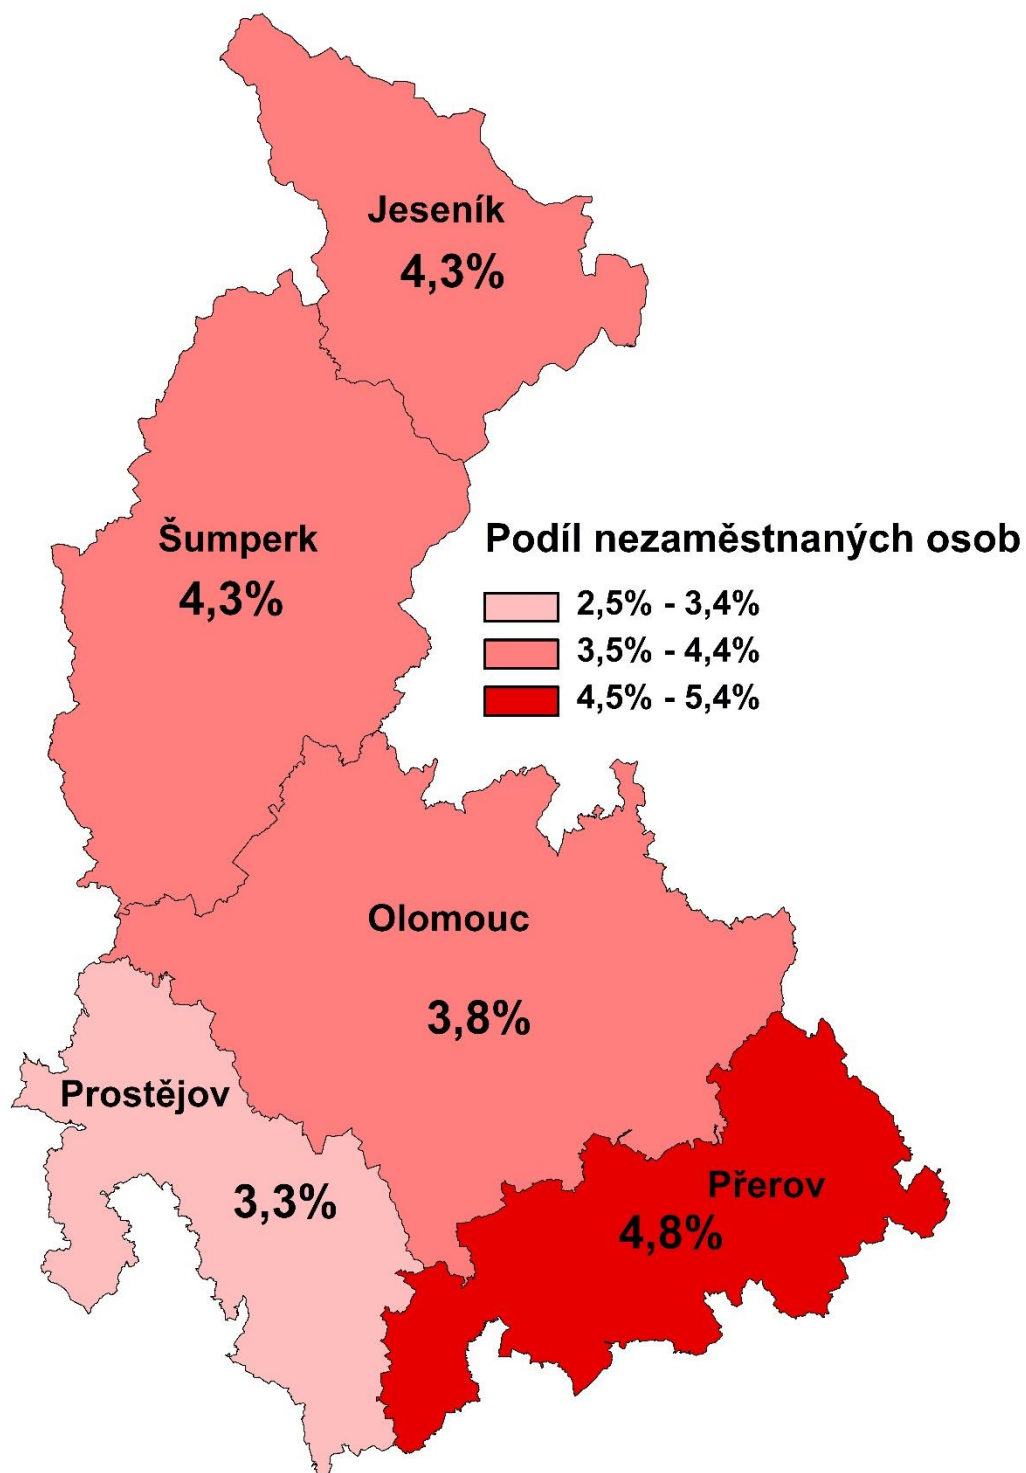 Jeseník
4,3%
Šumperk
4,3%
Podíl nezaměstnaných osob
2,5% - 3,4%
3,5% - 4,4%
4,5% - 5,4%
Olomouc
3,8%
Prostějov
3,3%
Přerov
4,8%